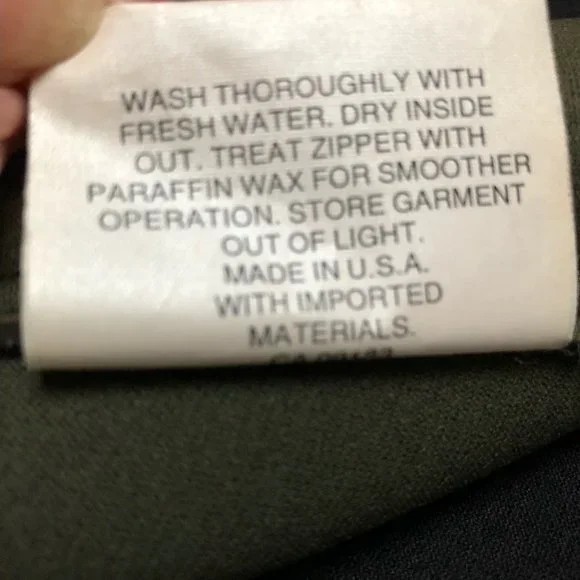 WASH THOROUGHLY WITH
FRESH WATER. DRY INSIDE
OUT. TREAT ZIPPER WITH
PARAFFIN WAX FOR SMOOTHER
OPERATION. STORE GARMENT
OUT OF LIGHT.
MADE IN U.S.A.
WITH IMPORTED
MATERIALS.